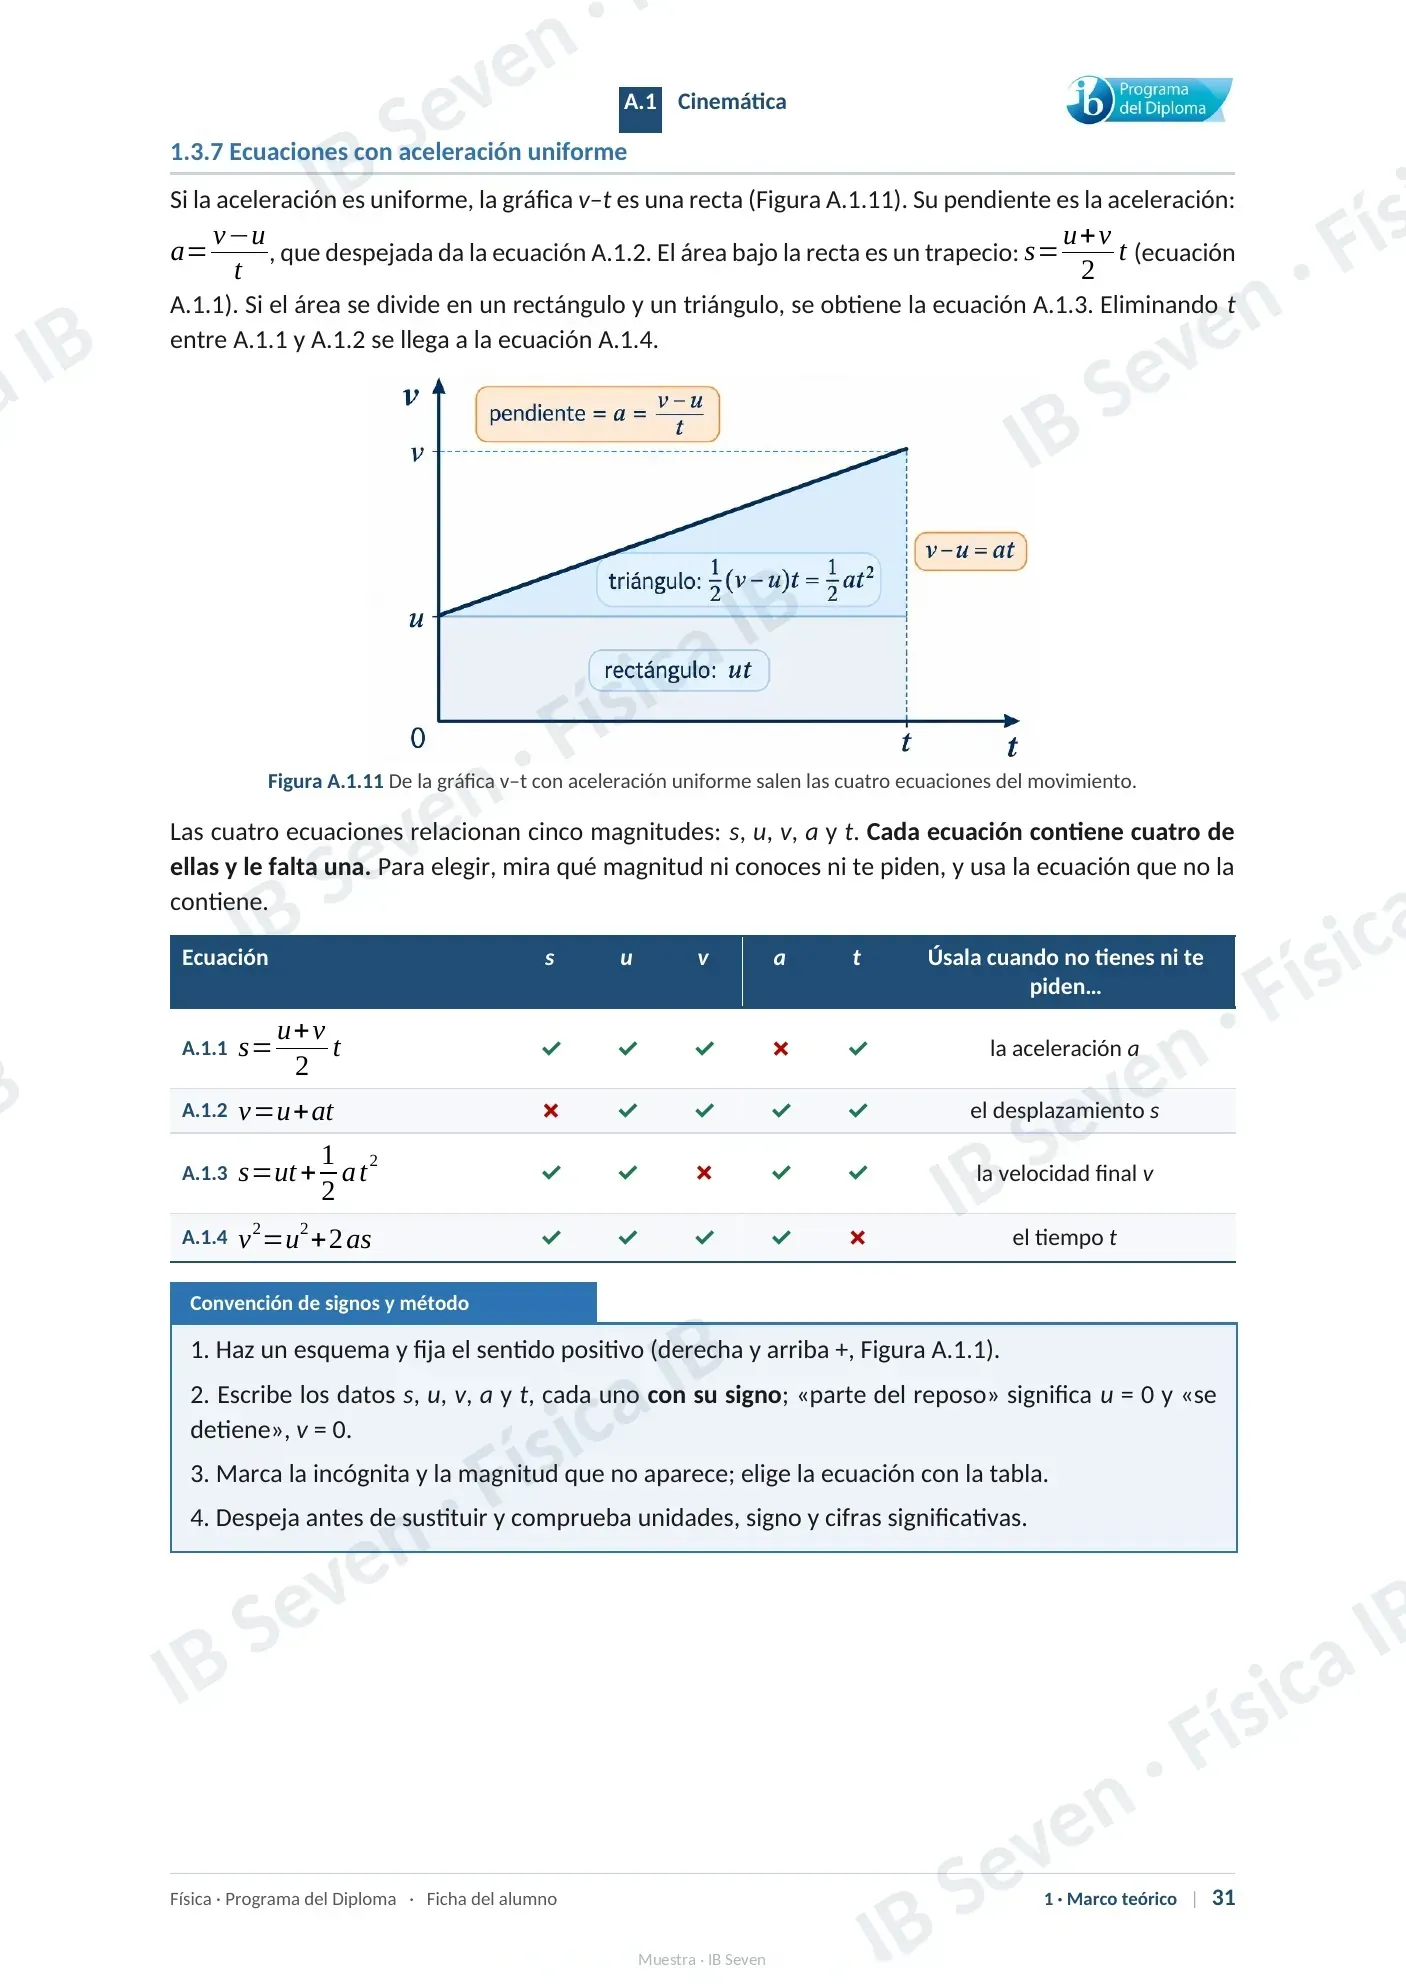 A.1 Cinemática
ib Programa
del Diploma
1.3.7 Ecuaciones con aceleración uniforme
Si la aceleración es uniforme, la gráfica v–t es una recta (Figura A.1.11). Su pendiente es la aceleración:
a = (v − u)/t, que despejada da la ecuación A.1.2. El área bajo la recta es un trapecio: s = (u + v)/2 t (ecuación
A.1.1). Si el área se divide en un rectángulo y un triángulo, se obtiene la ecuación A.1.3. Eliminando t
entre A.1.1 y A.1.2 se llega a la ecuación A.1.4.
v
pendiente = a = (v − u)/t
v
v − u = at
triángulo: 1/2 (v − u)t = 1/2 at²
u
rectángulo: ut
0
t
t
Figura A.1.11 De la gráfica v–t con aceleración uniforme salen las cuatro ecuaciones del movimiento.
Las cuatro ecuaciones relacionan cinco magnitudes: s, u, v, a y t. Cada ecuación contiene cuatro de
ellas y le falta una. Para elegir, mira qué magnitud ni conoces ni te piden, y usa la ecuación que no la
contiene.
Ecuación s u v a t Úsala cuando no tienes ni te
piden…
A.1.1 s = (u + v)/2 t ✓ ✓ ✓ ✗ ✓ la aceleración a
A.1.2 v = u + at ✗ ✓ ✓ ✓ ✓ el desplazamiento s
A.1.3 s = ut + 1/2 at² ✓ ✓ ✗ ✓ ✓ la velocidad final v
A.1.4 v² = u² + 2as ✓ ✓ ✓ ✓ ✗ el tiempo t
Convención de signos y método
1. Haz un esquema y fija el sentido positivo (derecha y arriba +, Figura A.1.1).
2. Escribe los datos s, u, v, a y t, cada uno con su signo; «parte del reposo» significa u = 0 y «se
detiene», v = 0.
3. Marca la incógnita y la magnitud que no aparece; elige la ecuación con la tabla.
4. Despeja antes de sustituir y comprueba unidades, signo y cifras significativas.
Física · Programa del Diploma · Ficha del alumno
1 · Marco teórico | 31
Muestra · IB Seven
IB Seven · Física IB